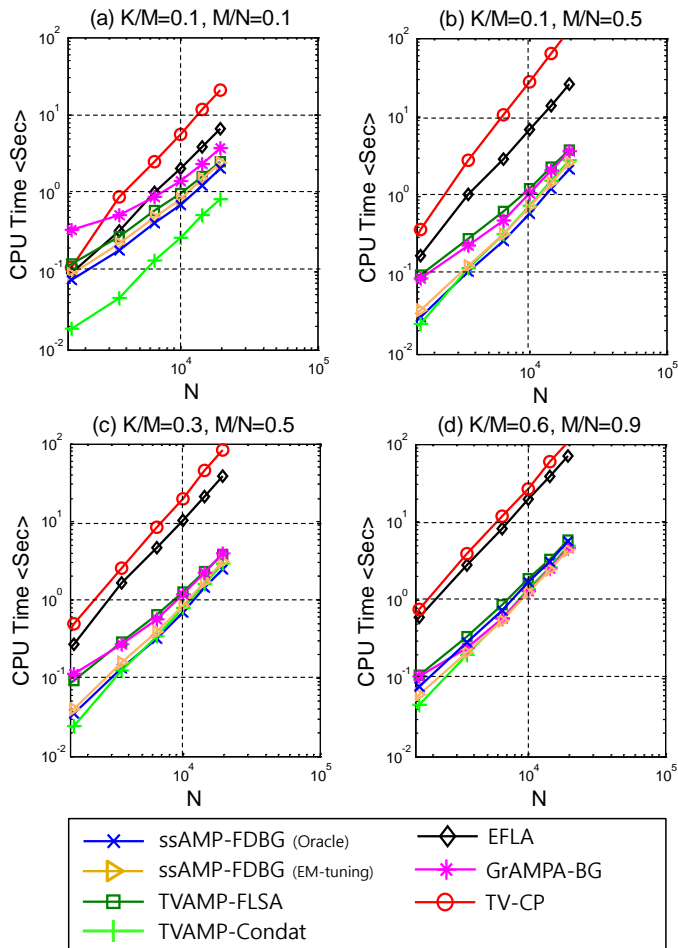 (a) K/M=0.1, M/N=0.1
(b) K/M=0.1, M/N=0.5
CPU Time <Sec>
10^2
10^1
10^0
10^-1
10^-2
10^4
10^5
N
CPU Time <Sec>
10^2
10^1
10^0
10^-1
10^-2
10^4
10^5
N
(c) K/M=0.3, M/N=0.5
(d) K/M=0.6, M/N=0.9
CPU Time <Sec>
10^2
10^1
10^0
10^-1
10^-2
10^4
10^5
N
CPU Time <Sec>
10^2
10^1
10^0
10^-1
10^-2
10^4
10^5
N
ssAMP-FDBG (Oracle)
ssAMP-FDBG (EM-tuning)
TVAMP-FLSA
TVAMP-Condat
EFLA
GrAMPA-BG
TV-CP